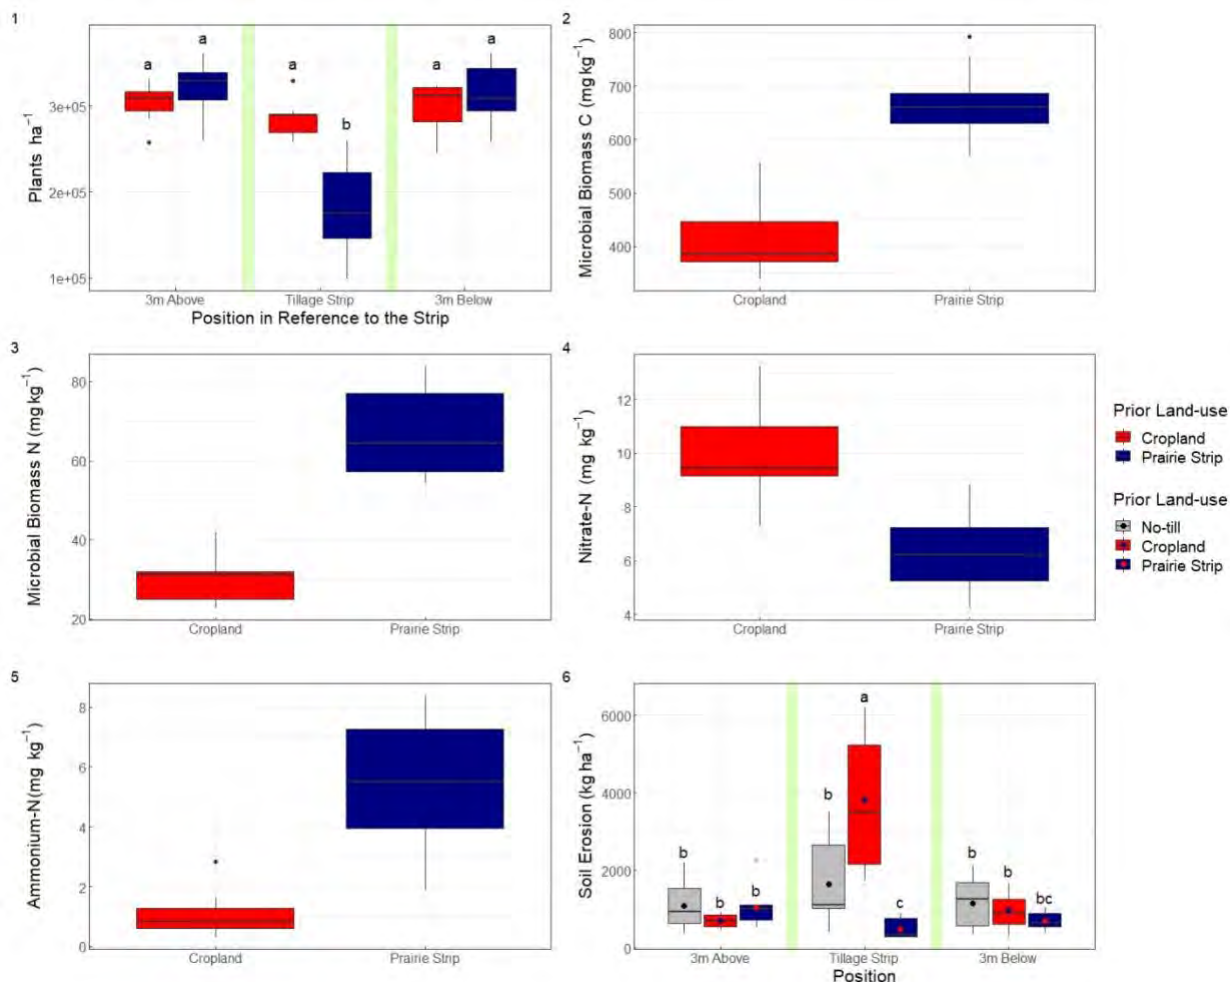 1
a
a
a
b
a
a
Plants ha⁻¹
3e+05
2e+05
1e+05
3m Above
Tillage Strip
3m Below
Position in Reference to the Strip
2
Microbial Biomass C (mg kg⁻¹)
800
700
600
500
400
Cropland
Prairie Strip
3
Microbial Biomass N (mg kg⁻¹)
80
60
40
20
Cropland
Prairie Strip
4
Nitrate-N (mg kg⁻¹)
12
10
8
6
4
Cropland
Prairie Strip
Prior Land-use
Cropland
Prairie Strip
Prior Land-use
No-till
Cropland
Prairie Strip
5
Ammonium-N(mg kg⁻¹)
8
6
4
2
0
Cropland
Prairie Strip
6
Soil Erosion (kg ha⁻¹)
6000
4000
2000
0
b
b
b
b
a
c
b
b
bc
3m Above
Tillage Strip
3m Below
Position